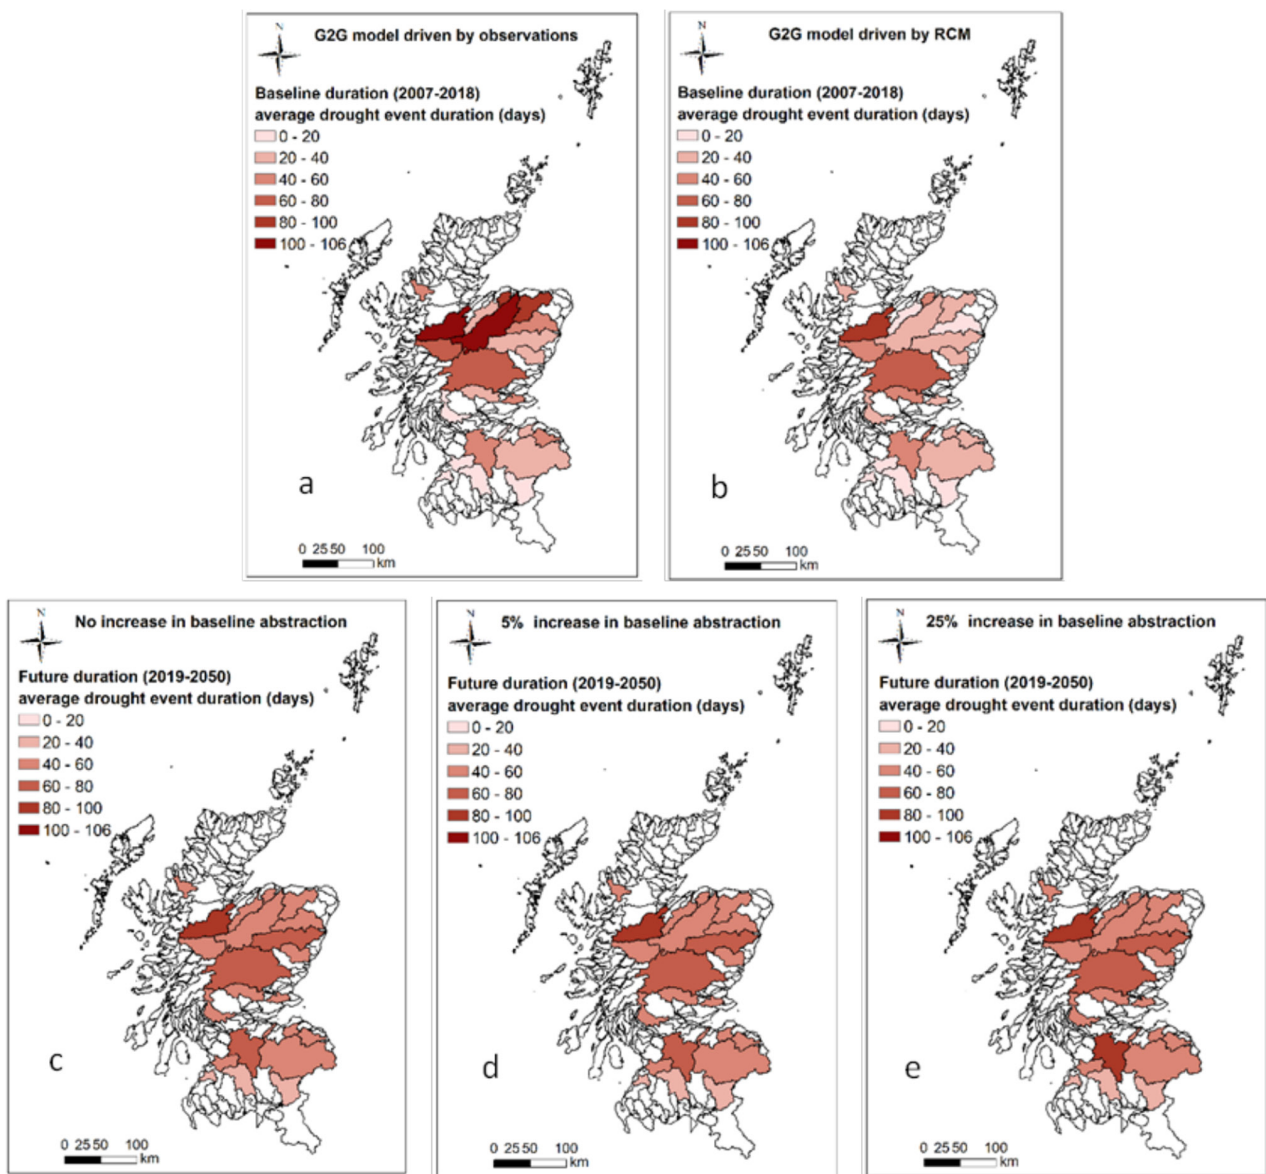 N
G2G model driven by observations
Baseline duration (2007-2018)
average drought event duration (days)
0 - 20
20 - 40
40 - 60
60 - 80
80 - 100
100 - 106
a
0 25 50 100
km
N
G2G model driven by RCM
Baseline duration (2007-2018)
average drought event duration (days)
0 - 20
20 - 40
40 - 60
60 - 80
80 - 100
100 - 106
b
0 25 50 100
km
N
No increase in baseline abstraction
Future duration (2019-2050)
average drought event duration (days)
0 - 20
20 - 40
40 - 60
60 - 80
80 - 100
100 - 106
c
0 25 50 100
km
N
5% increase in baseline abstraction
Future duration (2019-2050)
average drought event duration (days)
0 - 20
20 - 40
40 - 60
60 - 80
80 - 100
100 - 106
d
0 25 50 100
km
N
25% increase in baseline abstraction
Future duration (2019-2050)
average drought event duration (days)
0 - 20
20 - 40
40 - 60
60 - 80
80 - 100
100 - 106
e
0 25 50 100
km